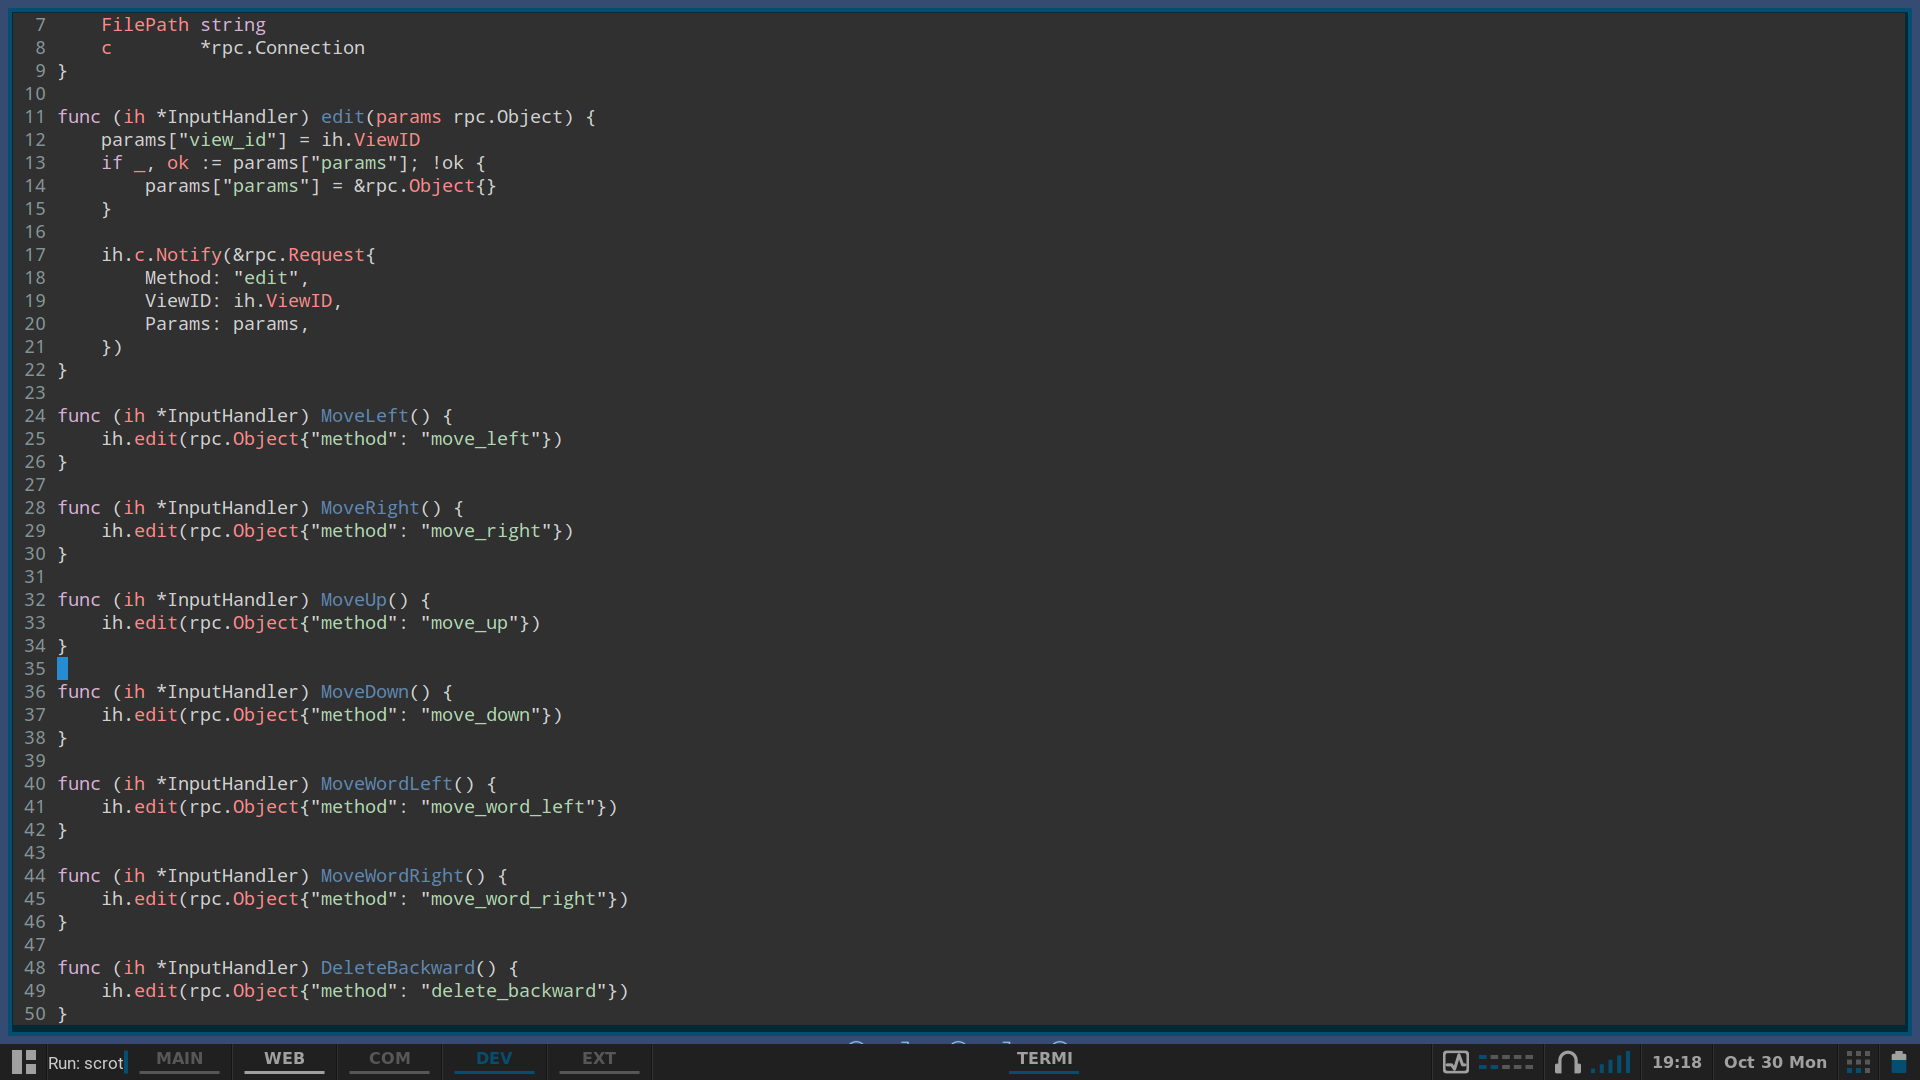 7     FilePath string
8     c        *rpc.Connection
9 }
10
11 func (ih *InputHandler) edit(params rpc.Object) {
12     params["view_id"] = ih.ViewID
13     if _, ok := params["params"]; !ok {
14         params["params"] = &rpc.Object{}
15     }
16
17     ih.c.Notify(&rpc.Request{
18         Method: "edit",
19         ViewID: ih.ViewID,
20         Params: params,
21     })
22 }
23
24 func (ih *InputHandler) MoveLeft() {
25     ih.edit(rpc.Object{"method": "move_left"})
26 }
27
28 func (ih *InputHandler) MoveRight() {
29     ih.edit(rpc.Object{"method": "move_right"})
30 }
31
32 func (ih *InputHandler) MoveUp() {
33     ih.edit(rpc.Object{"method": "move_up"})
34 }
35
36 func (ih *InputHandler) MoveDown() {
37     ih.edit(rpc.Object{"method": "move_down"})
38 }
39
40 func (ih *InputHandler) MoveWordLeft() {
41     ih.edit(rpc.Object{"method": "move_word_left"})
42 }
43
44 func (ih *InputHandler) MoveWordRight() {
45     ih.edit(rpc.Object{"method": "move_word_right"})
46 }
47
48 func (ih *InputHandler) DeleteBackward() {
49     ih.edit(rpc.Object{"method": "delete_backward"})
50 }
Run: scrot MAIN WEB COM DEV EXT TERMI 19:18 Oct 30 Mon